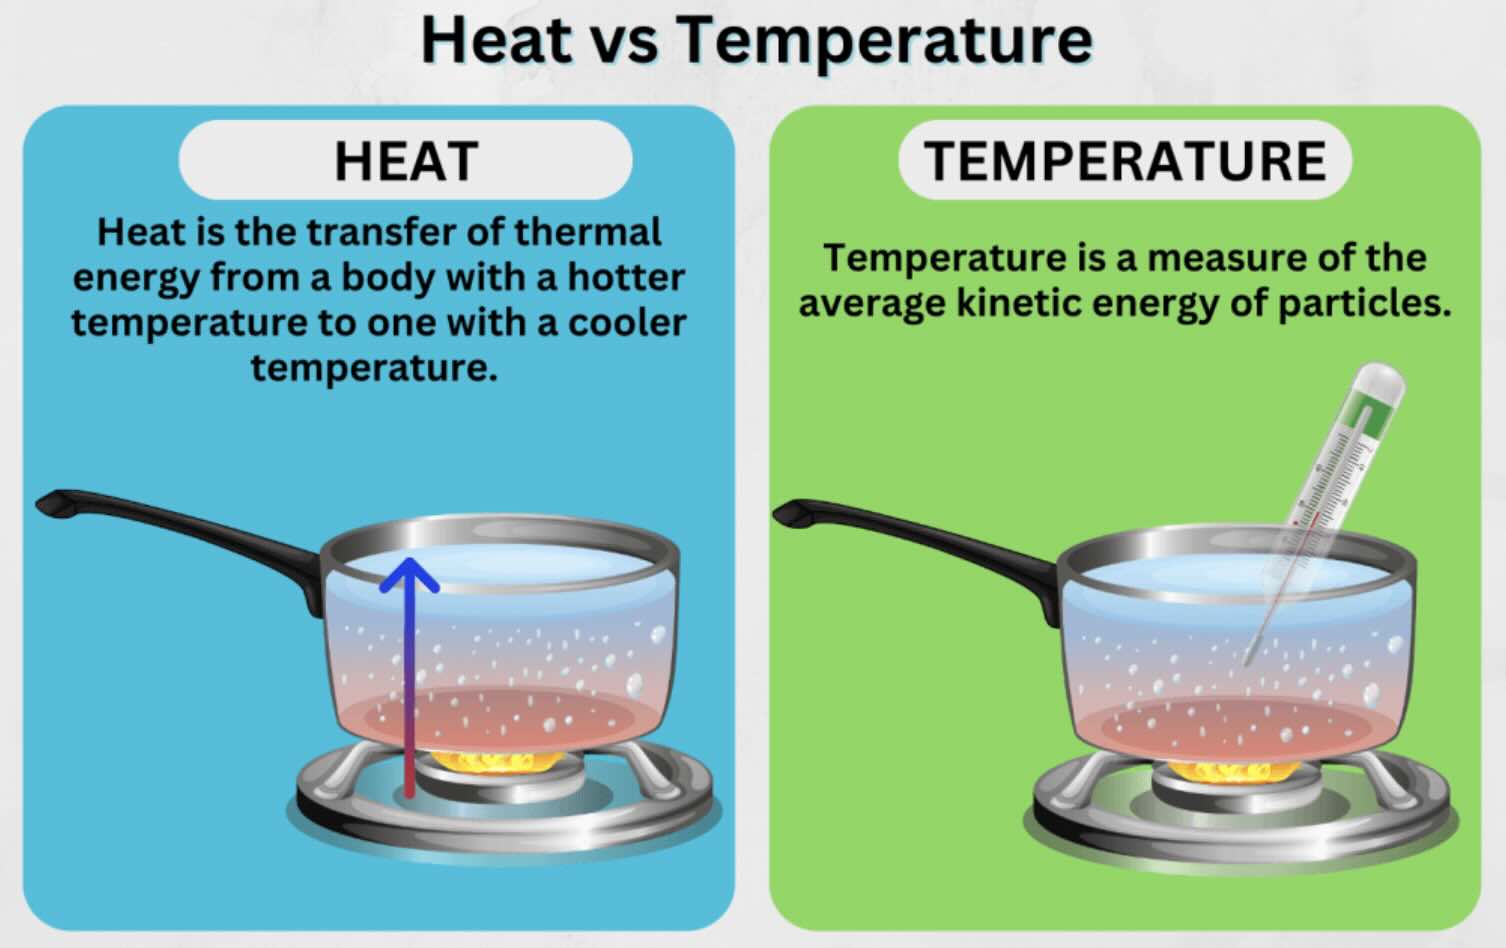 Heat vs Temperature
HEAT
Heat is the transfer of thermal
energy from a body with a hotter
temperature to one with a cooler
temperature.
TEMPERATURE
Temperature is a measure of the
average kinetic energy of particles.